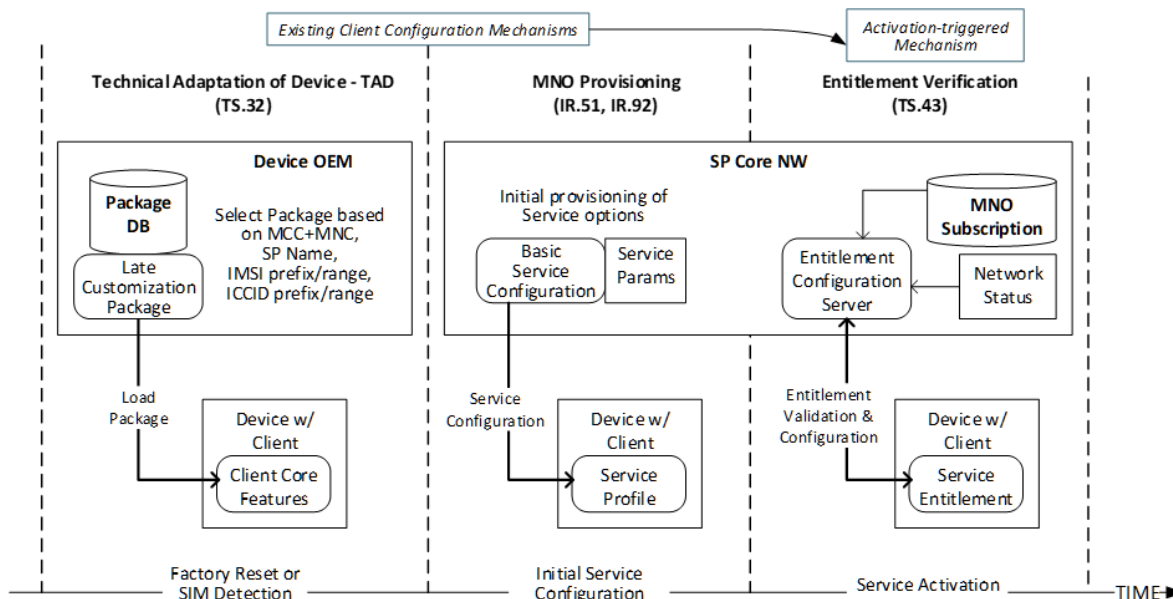 Existing Client Configuration Mechanisms
Activation-triggered
Mechanism
Technical Adaptation of Device - TAD
(TS.32)
MNO Provisioning
(IR.51, IR.92)
Entitlement Verification
(TS.43)
Device OEM
Package
DB
Late
Customization
Package
Select Package based
on MCC+MNC,
SP Name,
IMSI prefix/range,
ICCID prefix/range
SP Core NW
Initial provisioning of
Service options
Basic
Service
Configuration
Service
Params
Entitlement
Configuration
Server
MNO
Subscription
Network
Status
Load
Package
Device w/
Client
Client Core
Features
Service
Configuration
Device w/
Client
Service
Profile
Entitlement
Validation &
Configuration
Device w/
Client
Service
Entitlement
Factory Reset or
SIM Detection
Initial Service
Configuration
Service Activation
TIME